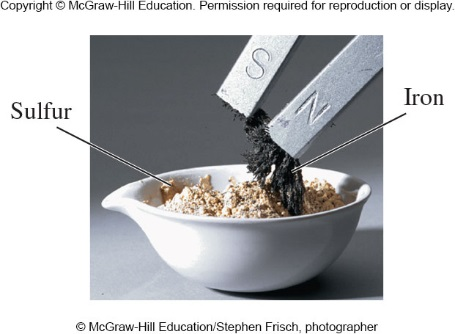 Copyright © McGraw-Hill Education. Permission required for reproduction or display.
S
N
Sulfur
Iron
© McGraw-Hill Education/Stephen Frisch, photographer